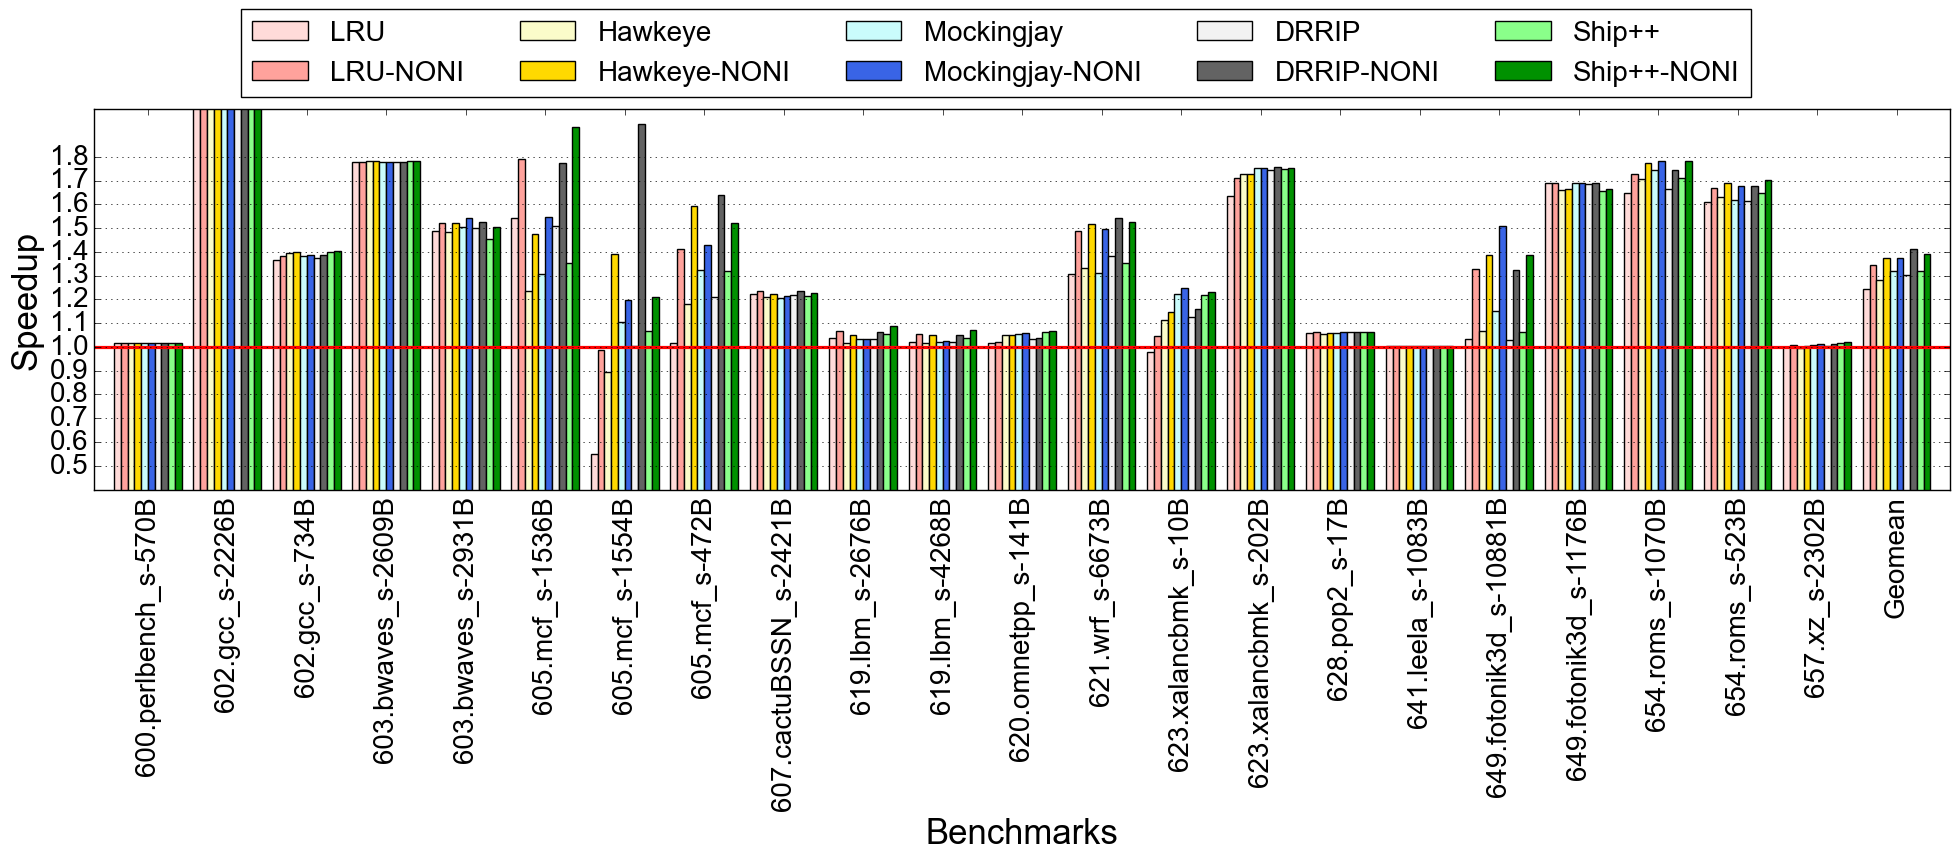 LRU Hawkeye Mockingjay DRRIP Ship++
LRU-NONI Hawkeye-NONI Mockingjay-NONI DRRIP-NONI Ship++-NONI
Speedup
1.8
1.7
1.6
1.5
1.4
1.3
1.2
1.1
1.0
0.9
0.8
0.7
0.6
0.5
600.perlbench_s-570B
602.gcc_s-2226B
602.gcc_s-734B
603.bwaves_s-2609B
603.bwaves_s-2931B
605.mcf_s-1536B
605.mcf_s-1554B
605.mcf_s-472B
607.cactuBSSN_s-2421B
619.lbm_s-2676B
619.lbm_s-4268B
620.omnetpp_s-141B
621.wrf_s-6673B
623.xalancbmk_s-10B
623.xalancbmk_s-202B
628.pop2_s-17B
641.leela_s-1083B
649.fotonik3d_s-10881B
649.fotonik3d_s-1176B
654.roms_s-1070B
654.roms_s-523B
657.xz_s-2302B
Geomean
Benchmarks